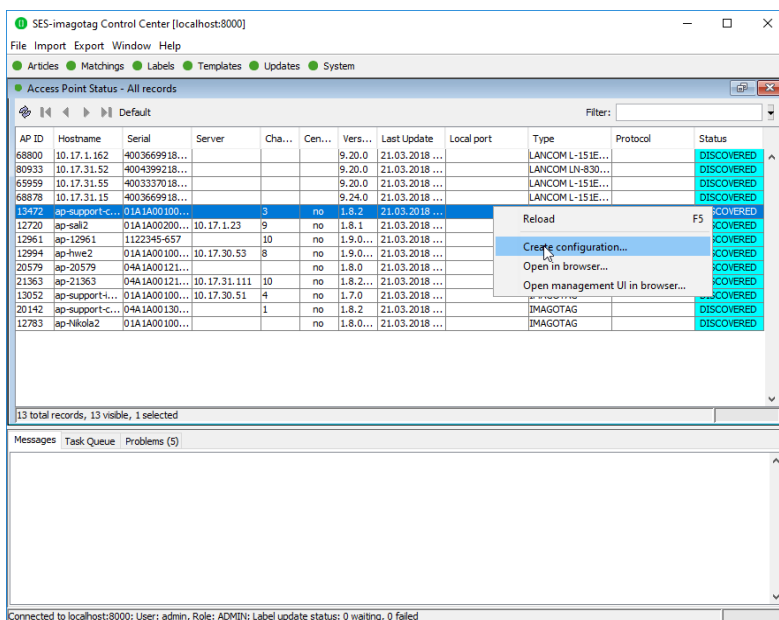 SES-imagotag Control Center [localhost:8000]
File Import Export Window Help
Articles Matchings Labels Templates Updates System
Access Point Status - All records
Default Filter:
AP ID Hostname Serial Server Cha... Cen... Vers... Last Update Local port Type Protocol Status
68800 10.17.1.162 4003669918... 9.20.0 21.03.2018 ... LANCOM L-151E... DISCOVERED
80933 10.17.31.52 4004399218... 9.20.0 21.03.2018 ... LANCOM LN-830... DISCOVERED
65959 10.17.31.55 4003337018... 9.20.0 21.03.2018 ... LANCOM L-151E... DISCOVERED
68878 10.17.31.15 4003669918... 9.24.0 21.03.2018 ... LANCOM L-151E... DISCOVERED
13472 ap-support-c... 01A1A00100... 3 no 1.8.2 21.03.2018 ...
12720 ap-sali2 01A1A00200... 10.17.1.23 9 no 1.8.1 21.03.2018 ...
12961 ap-12961 1122345-657 10 no 1.9.0... 21.03.2018 ...
12994 ap-hwe2 01A1A00100... 10.17.30.53 8 no 1.9.0... 21.03.2018 ...
20579 ap-20579 04A1A00121... no 1.8.0 21.03.2018 ...
21363 ap-21363 04A1A00121... 10.17.31.111 10 no 1.8.2... 21.03.2018 ...
13052 ap-support-i... 01A1A00100... 10.17.30.51 4 no 1.7.0 21.03.2018 ... IMAGOTAG DISCOVERED
20142 ap-support-c... 04A1A00130... 1 no 1.8.2 21.03.2018 ... IMAGOTAG DISCOVERED
12783 ap-Nikola2 01A1A00100... no 1.8.0... 21.03.2018 ... IMAGOTAG DISCOVERED
Reload F5
Create configuration...
Open in browser...
Open management UI in browser...
13 total records, 13 visible, 1 selected
Messages Task Queue Problems (5)
Connected to localhost:8000; User: admin, Role: ADMIN; Label update status: 0 waiting, 0 failed